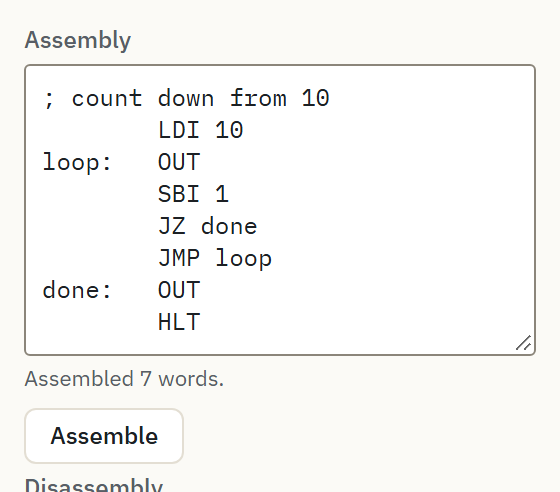 Assembly
; count down from 10
LDI 10
loop: OUT
SBI 1
JZ done
JMP loop
done: OUT
HLT
Assembled 7 words.
Assemble
Disassembly